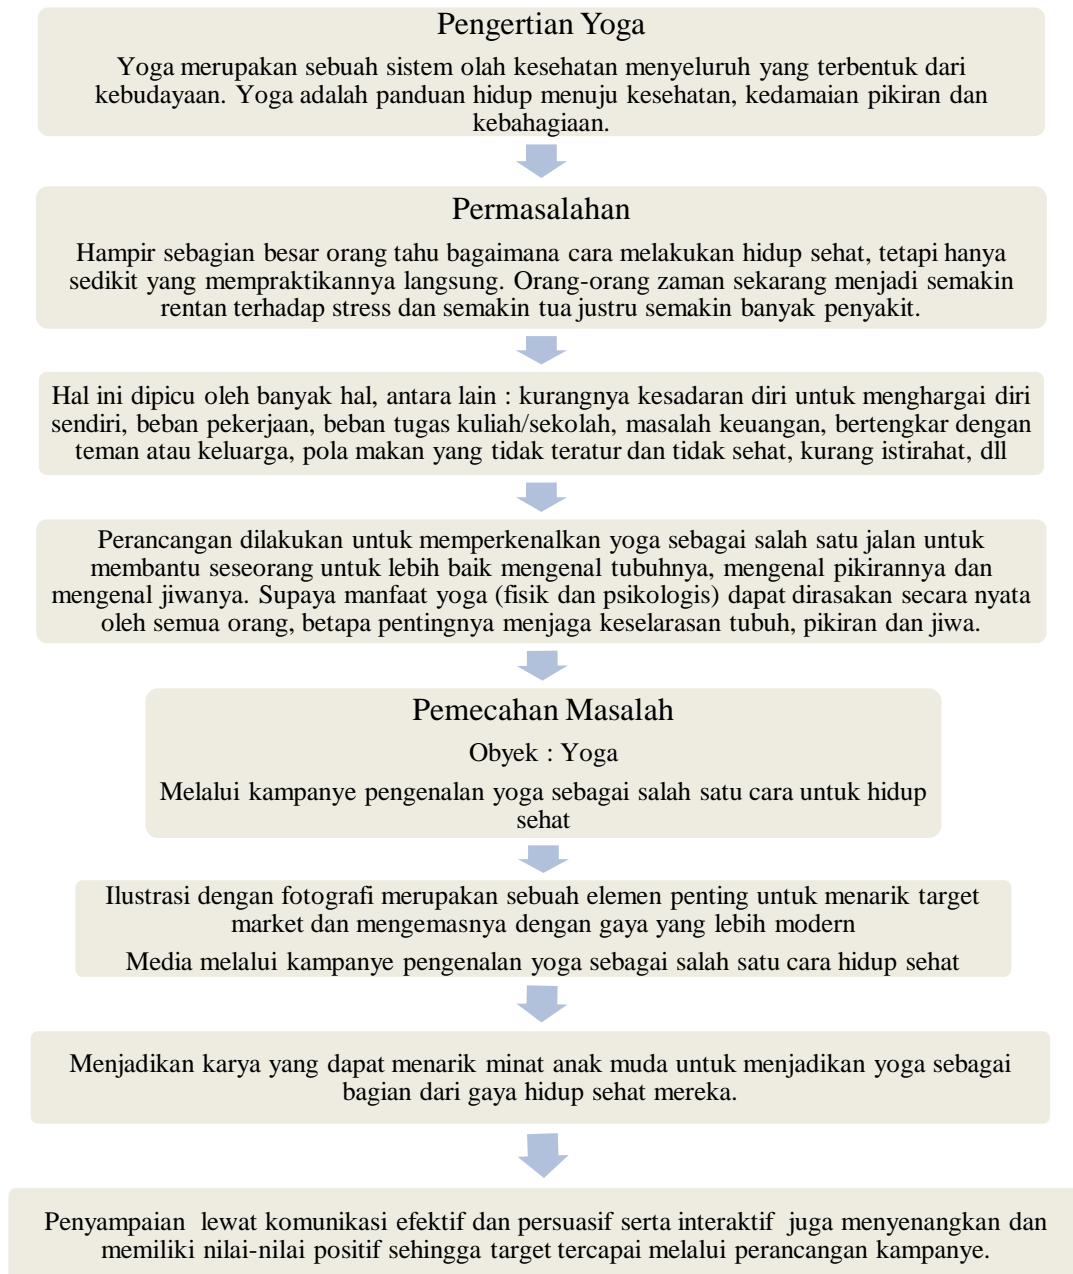 Pengertian Yoga
Yoga merupakan sebuah sistem olah kesehatan menyeluruh yang terbentuk dari
kebudayaan. Yoga adalah panduan hidup menuju kesehatan, kedamaian pikiran dan
kebahagiaan.
Permasalahan
Hampir sebagian besar orang tahu bagaimana cara melakukan hidup sehat, tetapi hanya
sedikit yang mempraktikannya langsung. Orang-orang zaman sekarang menjadi semakin
rentan terhadap stress dan semakin tua justru semakin banyak penyakit.
Hal ini dipicu oleh banyak hal, antara lain : kurangnya kesadaran diri untuk menghargai diri
sendiri, beban pekerjaan, beban tugas kuliah/sekolah, masalah keuangan, bertengkar dengan
teman atau keluarga, pola makan yang tidak teratur dan tidak sehat, kurang istirahat, dll
Perancangan dilakukan untuk memperkenalkan yoga sebagai salah satu jalan untuk
membantu seseorang untuk lebih baik mengenal tubuhnya, mengenal pikirannya dan
mengenal jiwanya. Supaya manfaat yoga (fisik dan psikologis) dapat dirasakan secara nyata
oleh semua orang, betapa pentingnya menjaga keselarasan tubuh, pikiran dan jiwa.
Pemecahan Masalah
Obyek : Yoga
Melalui kampanye pengenalan yoga sebagai salah satu cara untuk hidup
sehat
Ilustrasi dengan fotografi merupakan sebuah elemen penting untuk menarik target
market dan mengemasnya dengan gaya yang lebih modern
Media melalui kampanye pengenalan yoga sebagai salah satu cara hidup sehat
Menjadikan karya yang dapat menarik minat anak muda untuk menjadikan yoga sebagai
bagian dari gaya hidup sehat mereka.
Penyampaian lewat komunikasi efektif dan persuasif serta interaktif juga menyenangkan dan
memiliki nilai-nilai positif sehingga target tercapai melalui perancangan kampanye.